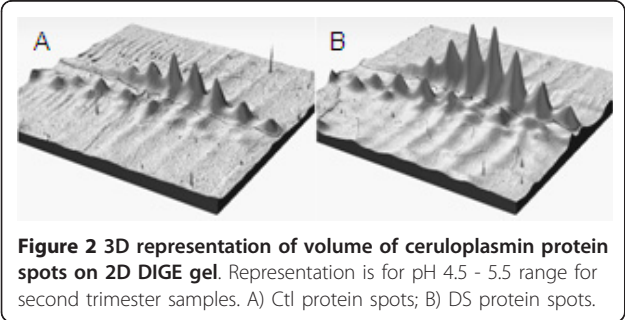 A
B
Figure 2 3D representation of volume of ceruloplasmin protein
spots on 2D DIGE gel. Representation is for pH 4.5 - 5.5 range for
second trimester samples. A) Ctl protein spots; B) DS protein spots.